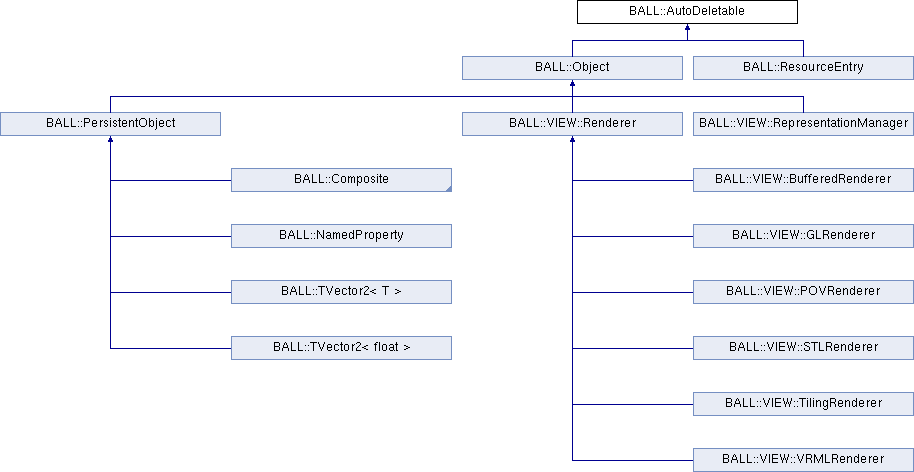 BALL::AutoDeletable
BALL::Object
BALL::ResourceEntry
BALL::PersistentObject
BALL::VIEW::Renderer
BALL::VIEW::RepresentationManager
BALL::Composite
BALL::VIEW::BufferedRenderer
BALL::NamedProperty
BALL::VIEW::GLRenderer
BALL::TVector2< T >
BALL::VIEW::POVRenderer
BALL::TVector2< float >
BALL::VIEW::STLRenderer
BALL::VIEW::TilingRenderer
BALL::VIEW::VRMLRenderer